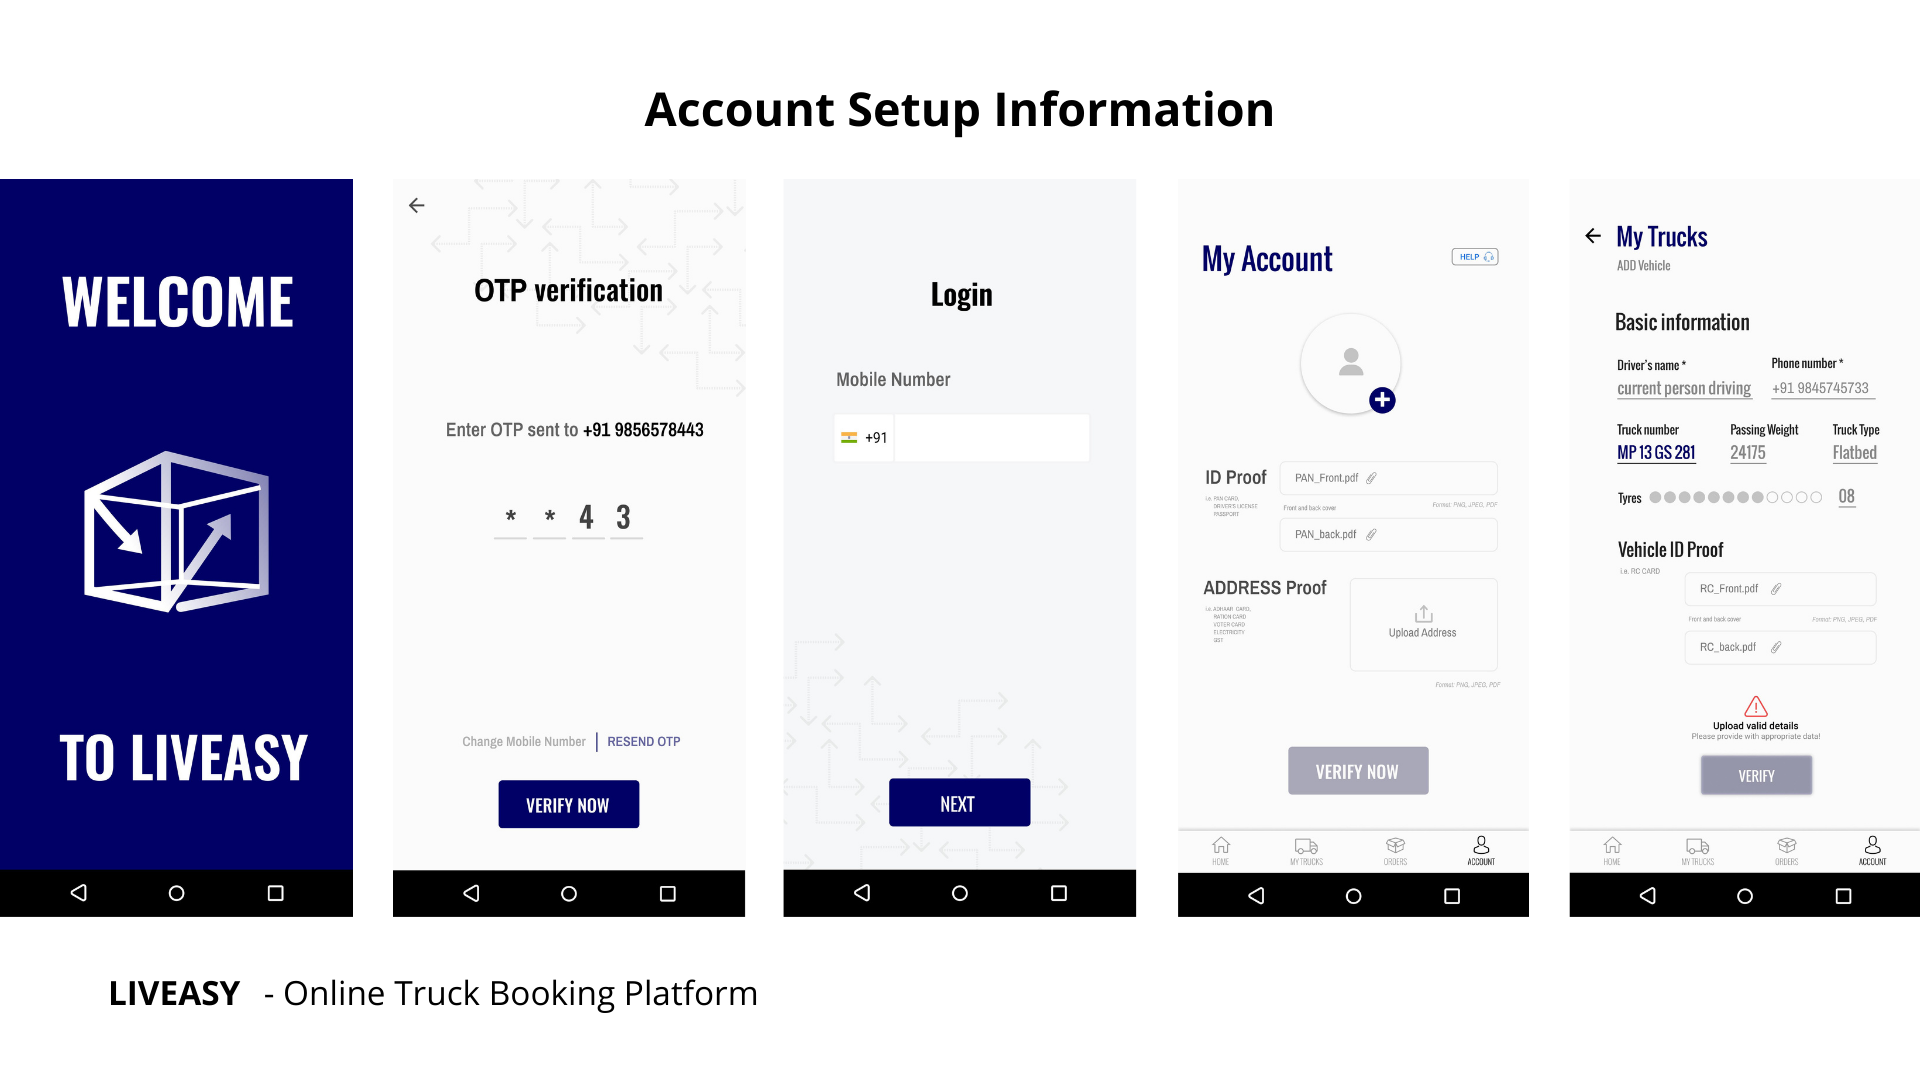 Account Setup Information
WELCOME
TO LIVEASY
OTP verification
Enter OTP sent to +91 9856578443
* * 4 3
Change Mobile Number | RESEND OTP
VERIFY NOW
Login
Mobile Number
+91
NEXT
My Account
HELP
ID Proof
i.e. PAN CARD,
DRIVER'S LICENSE
PASSPORT
PAN_Front.pdf
Front and back cover
Format: PNG, JPEG, PDF
PAN_back.pdf
ADDRESS Proof
i.e. ADHAAR CARD,
RATION CARD
VOTER CARD
ELECTRICITY
GST
Upload Address
Format: PNG, JPEG, PDF
VERIFY NOW
HOME
MY TRUCKS
ORDERS
ACCOUNT
My Trucks
ADD Vehicle
Basic information
Driver's name *
Phone number *
current person driving
+91 9845745733
Truck number
Passing Weight
Truck Type
MP 13 GS 281
24175
Flatbed
Tyres
08
Vehicle ID Proof
i.e. RC CARD
RC_Front.pdf
Front and back cover
Format: PNG, JPEG, PDF
RC_back.pdf
Upload valid details
Please provide with appropriate data!
VERIFY
HOME
MY TRUCKS
ORDERS
ACCOUNT
LIVEASY - Online Truck Booking Platform